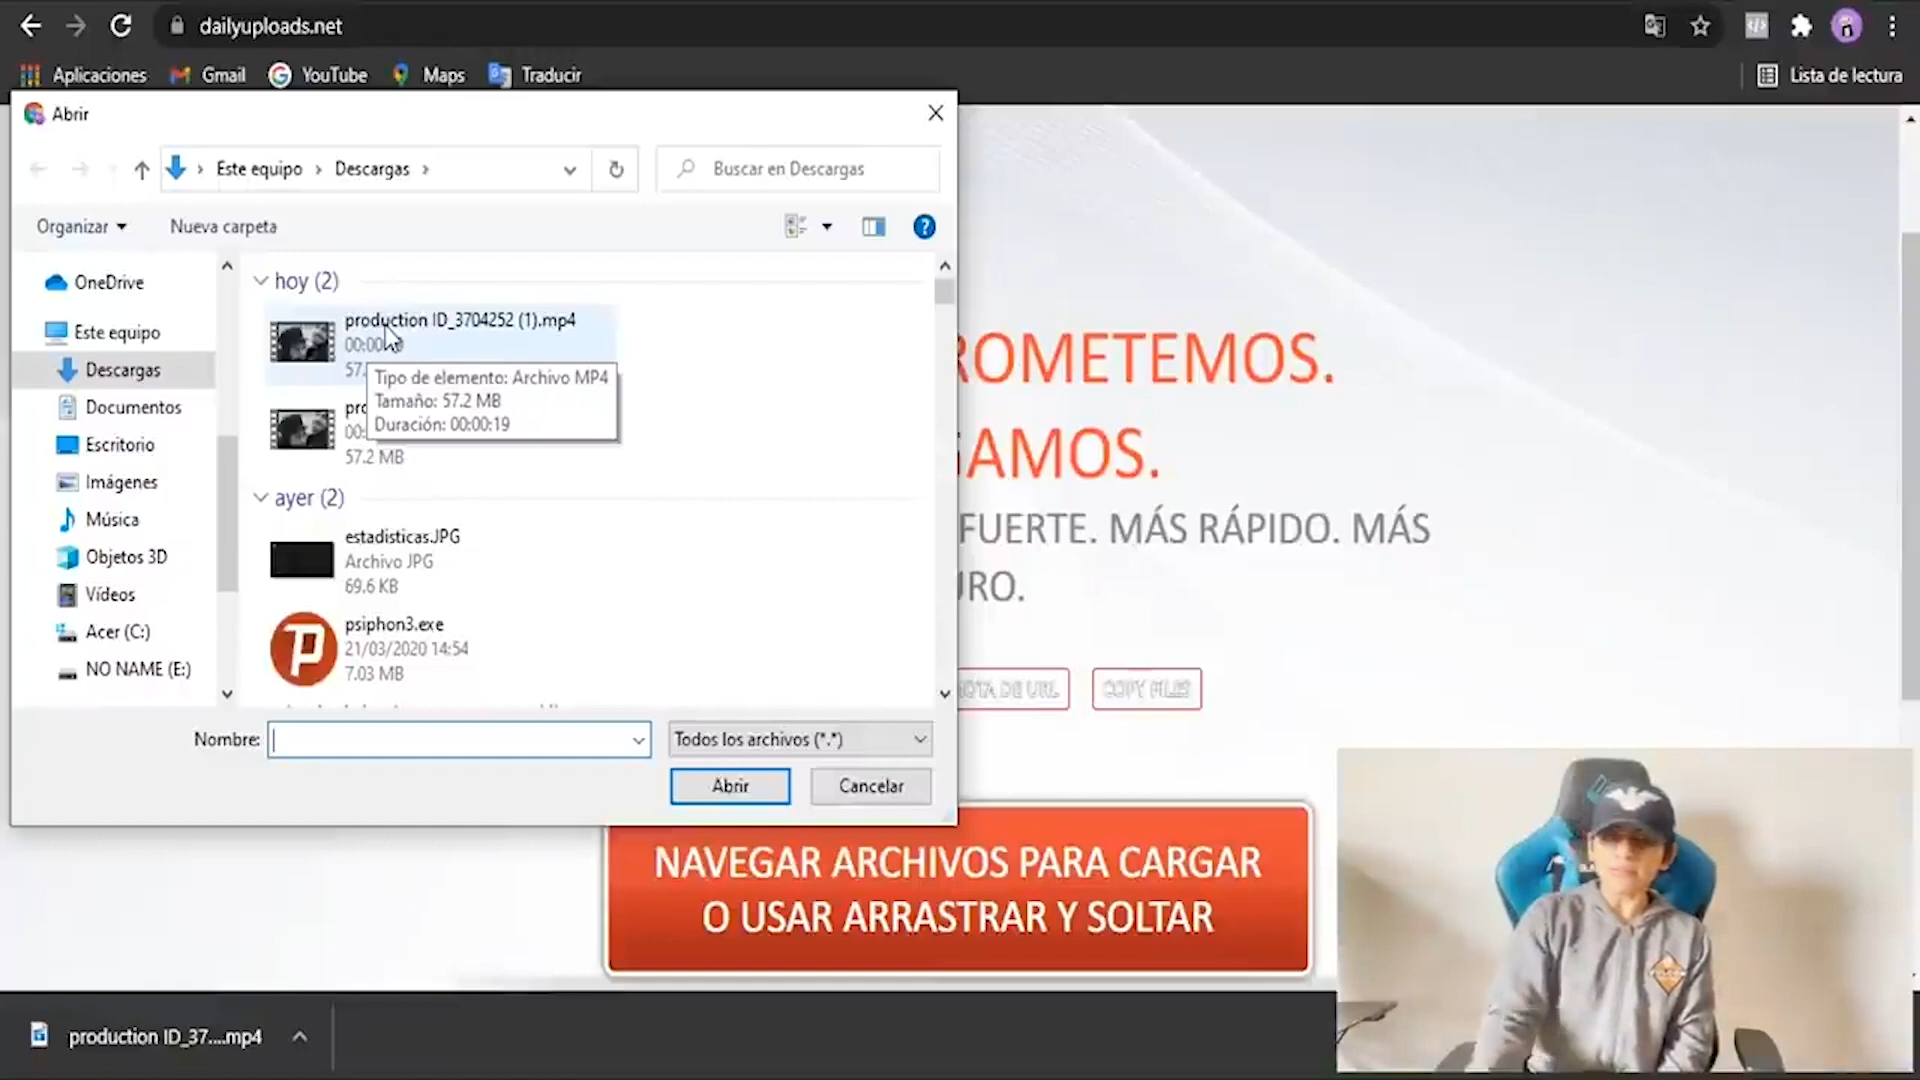 dailyuploads.net
Aplicaciones
Gmail
YouTube
Maps
Traducir
Lista de lectura
Abrir
Este equipo
Descargas
Buscar en Descargas
Organizar
Nueva carpeta
OneDrive
Este equipo
Descargas
Documentos
Escritorio
Imágenes
Música
Objetos 3D
Vídeos
Acer (C:)
NO NAME (E:)
hoy (2)
production ID_3704252 (1).mp4
Tipo de elemento: Archivo MP4
Tamaño: 57.2 MB
Duración: 00:00:19
57.2 MB
ayer (2)
estadisticas.JPG
Archivo JPG
69.6 KB
psiphon3.exe
21/03/2020 14:54
7.03 MB
Nombre:
Todos los archivos (*.*)
Abrir
Cancelar
ROMETEMOS.
GAMOS.
FUERTE. MÁS RÁPIDO. MÁS
URO.
COPY FILES
NAVEGAR ARCHIVOS PARA CARGAR
O USAR ARRASTRAR Y SOLTAR
production ID_37....mp4